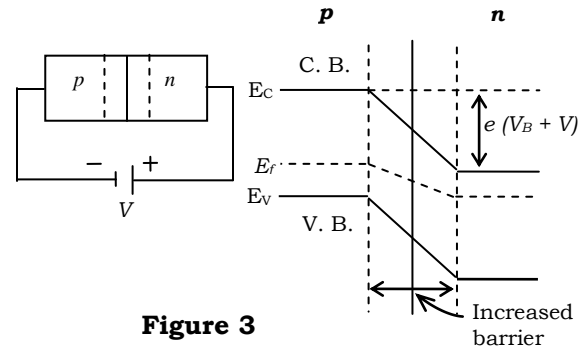 p n
C. B.
p n
E_C
e (V_B + V)
E_f
− +
E_V
V
V. B.
Increased
barrier
Figure 3